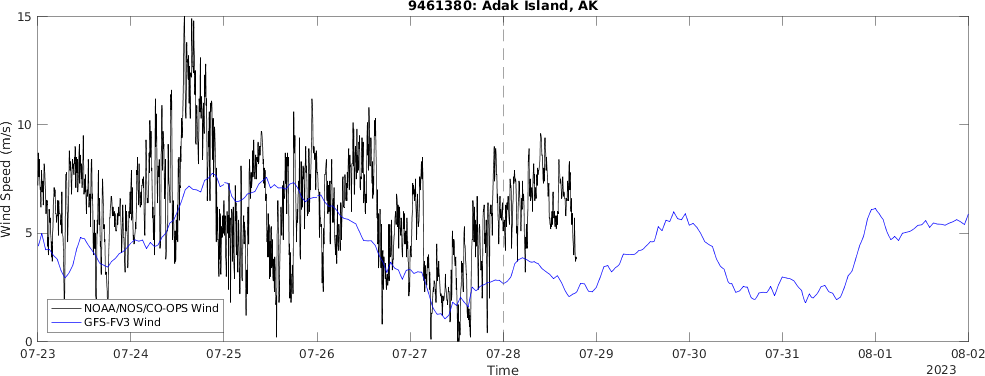 9461380: Adak Island, AK
Wind Speed (m/s)
15
10
5
0
NOAA/NOS/CO-OPS Wind
GFS-FV3 Wind
07-23 07-24 07-25 07-26 07-27 07-28 07-29 07-30 07-31 08-01 08-02
Time
2023